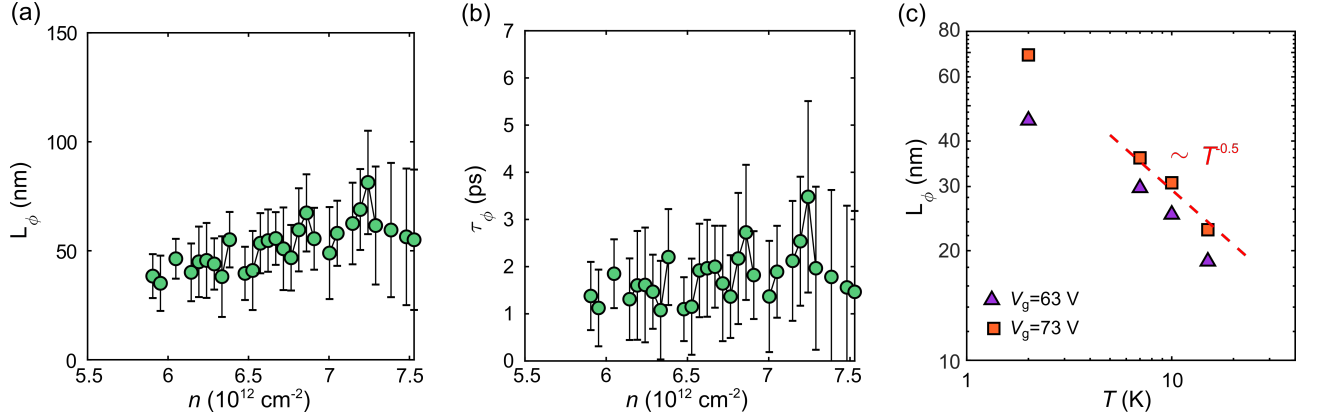 (a)
150
100
50
0
L_ϕ (nm)
5.5 6 6.5 7 7.5
n (10^12 cm^-2)
(b)
7
6
5
4
3
2
1
0
τ_ϕ (ps)
5.5 6 6.5 7 7.5
n (10^12 cm^-2)
(c)
80
60
40
30
20
10
L_ϕ (nm)
~ T^-0.5
V_g=63 V
V_g=73 V
1 10
T (K)